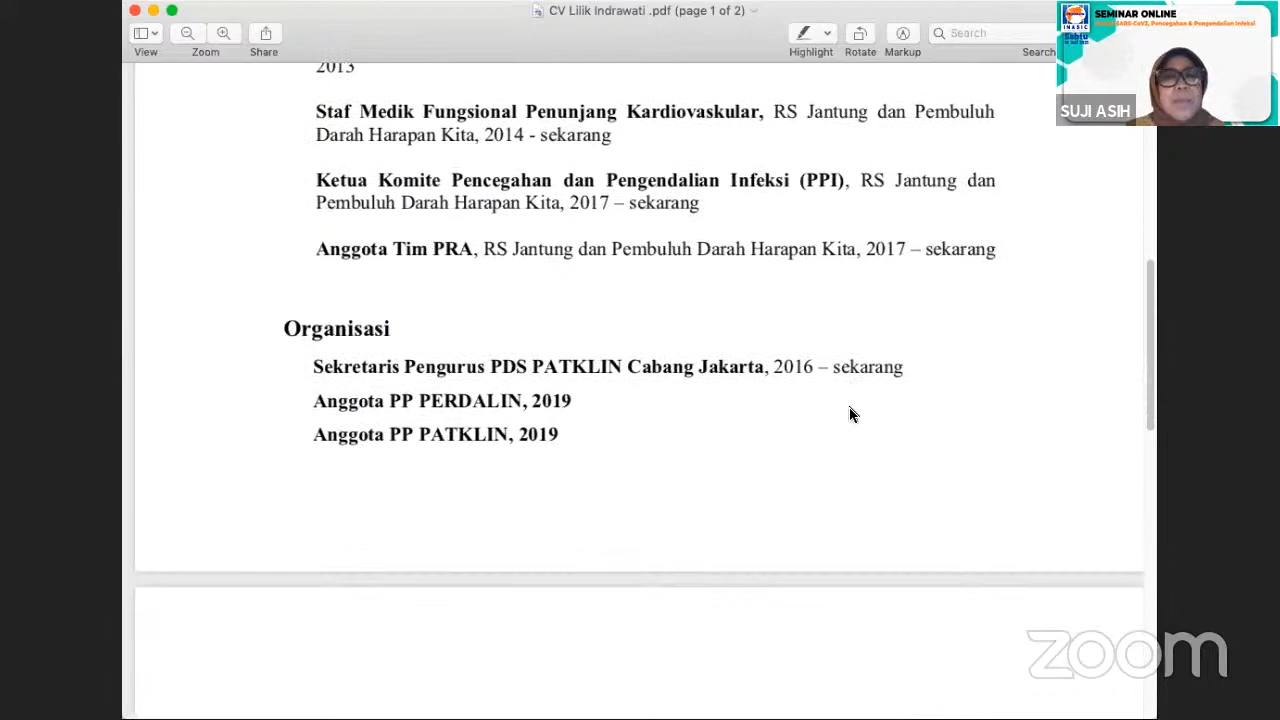 CV Lilik Indrawati .pdf (page 1 of 2)
View
Zoom
Share
Highlight
Rotate
Markup
Search
Search
SEMINAR ONLINE
INASIC
Sabtu
SUJI ASIH
2013
Staf Medik Fungsional Penunjang Kardiovaskular, RS Jantung dan Pembuluh
Darah Harapan Kita, 2014 - sekarang
Ketua Komite Pencegahan dan Pengendalian Infeksi (PPI), RS Jantung dan
Pembuluh Darah Harapan Kita, 2017 – sekarang
Anggota Tim PRA, RS Jantung dan Pembuluh Darah Harapan Kita, 2017 – sekarang
Organisasi
Sekretaris Pengurus PDS PATKLIN Cabang Jakarta, 2016 – sekarang
Anggota PP PERDALIN, 2019
Anggota PP PATKLIN, 2019
zoom